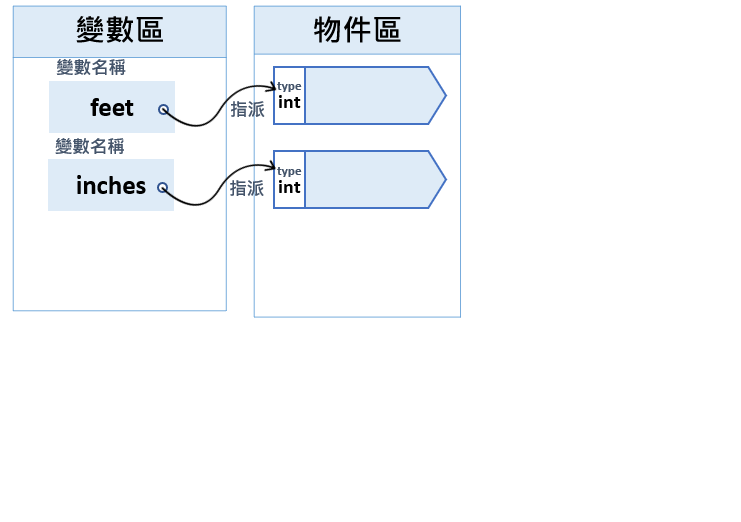 變數區
變數名稱
feet
變數名稱
inches
物件區
指派
type
int
指派
type
int